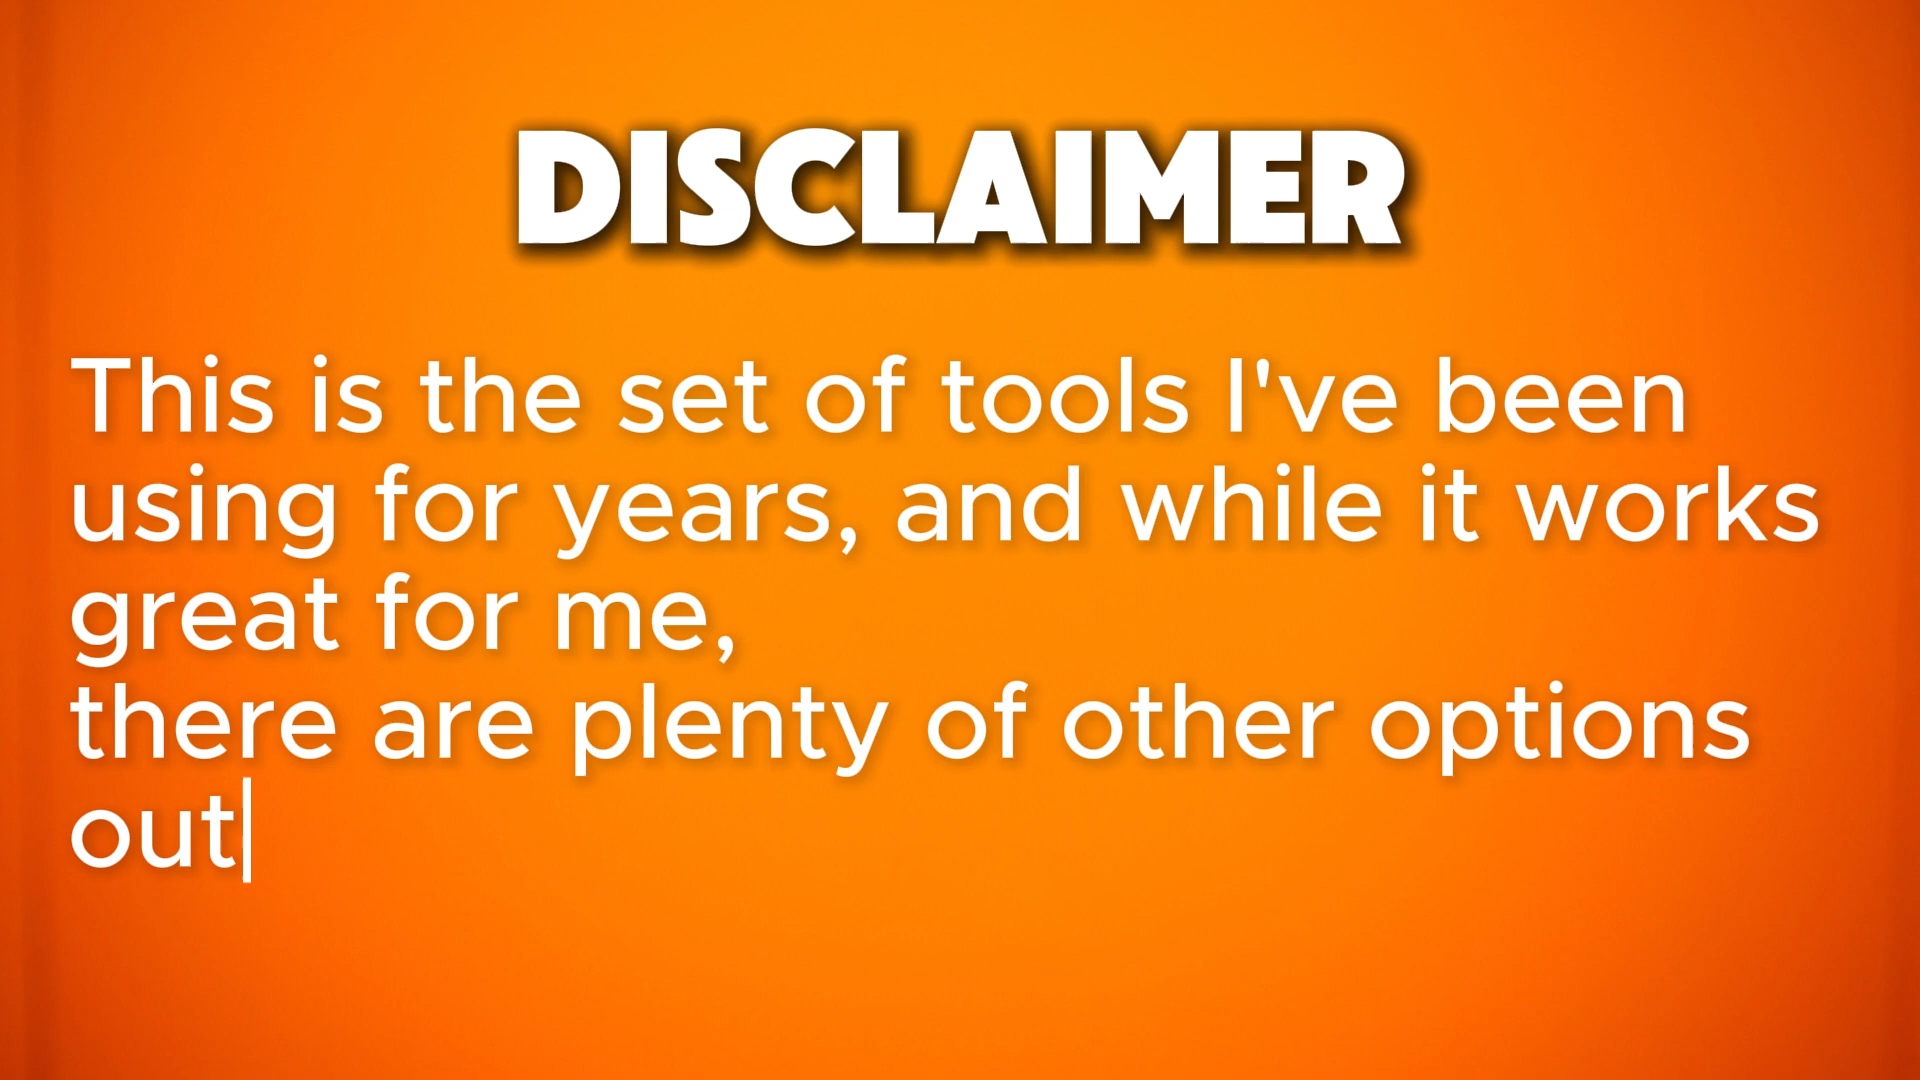 DISCLAIMER
This is the set of tools I've been
using for years, and while it works
great for me,
there are plenty of other options
out